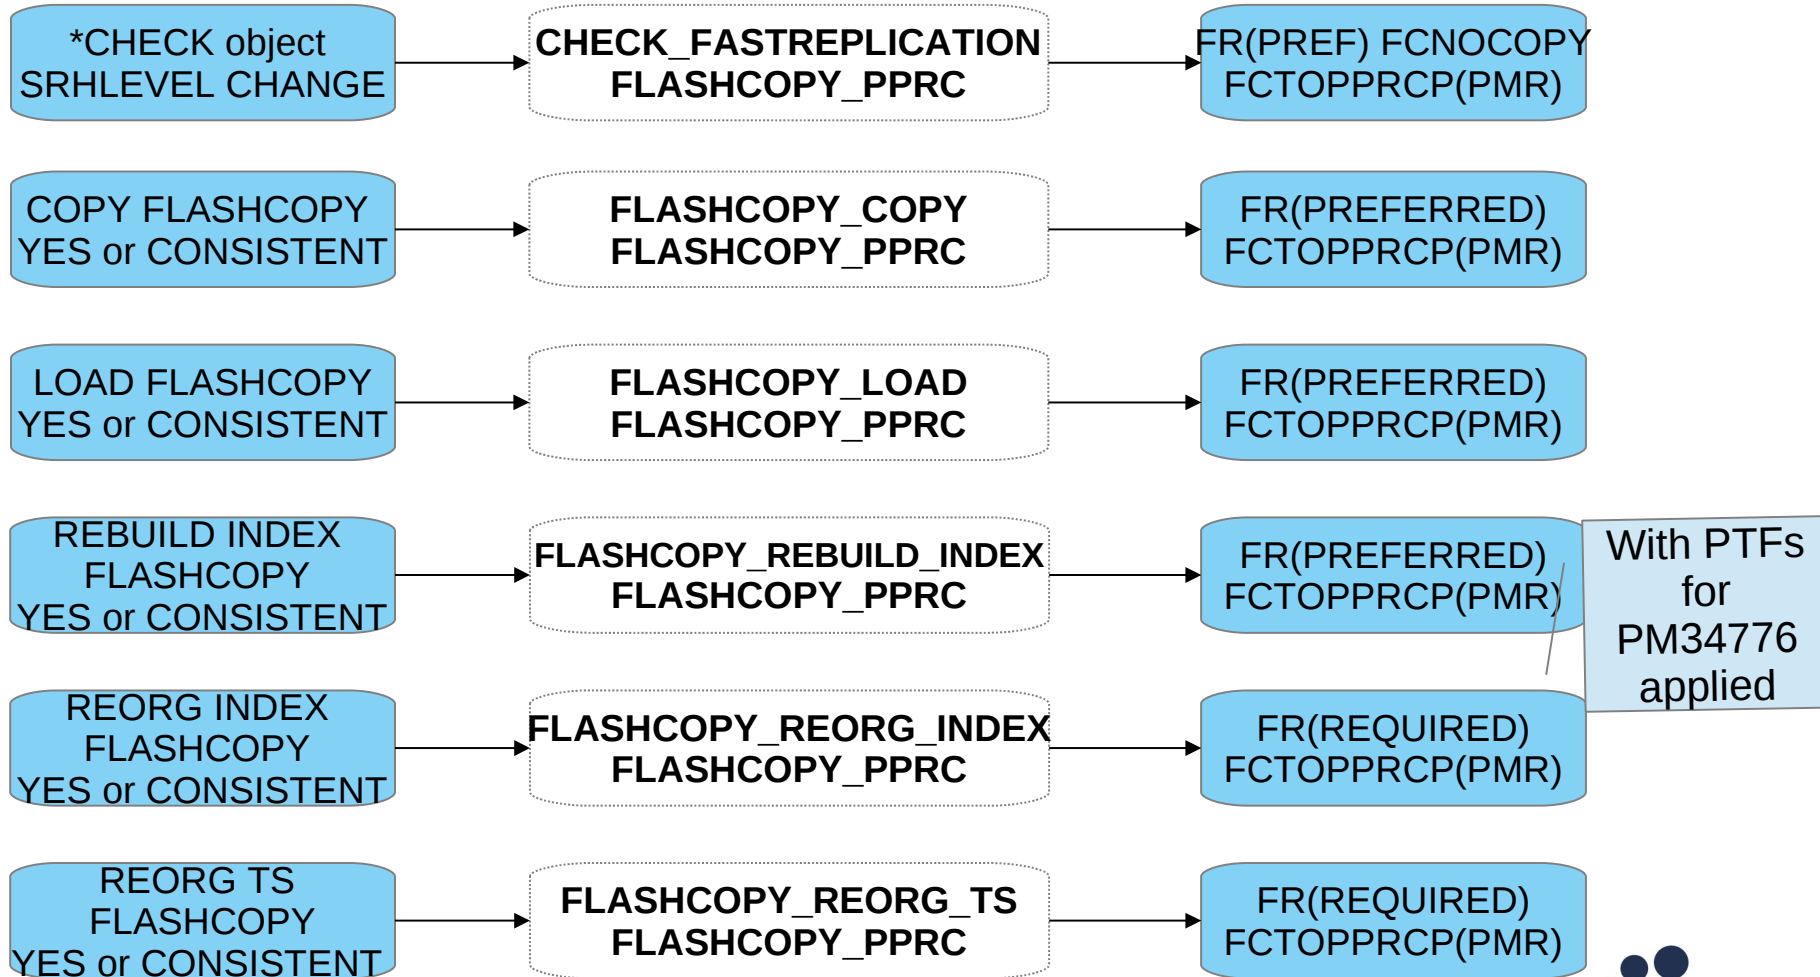 *CHECK object
SRHLEVEL CHANGE
CHECK_FASTREPLICATION
FLASHCOPY_PPRC
FR(PREF) FCNOCOPY
FCTOPPRCP(PMR)
COPY FLASHCOPY
YES or CONSISTENT
FLASHCOPY_COPY
FLASHCOPY_PPRC
FR(PREFERRED)
FCTOPPRCP(PMR)
LOAD FLASHCOPY
YES or CONSISTENT
FLASHCOPY_LOAD
FLASHCOPY_PPRC
FR(PREFERRED)
FCTOPPRCP(PMR)
REBUILD INDEX
FLASHCOPY
YES or CONSISTENT
FLASHCOPY_REBUILD_INDEX
FLASHCOPY_PPRC
FR(PREFERRED)
FCTOPPRCP(PMR)
With PTFs
for
PM34776
applied
REORG INDEX
FLASHCOPY
YES or CONSISTENT
FLASHCOPY_REORG_INDEX
FLASHCOPY_PPRC
FR(REQUIRED)
FCTOPPRCP(PMR)
REORG TS
FLASHCOPY
YES or CONSISTENT
FLASHCOPY_REORG_TS
FLASHCOPY_PPRC
FR(REQUIRED)
FCTOPPRCP(PMR)